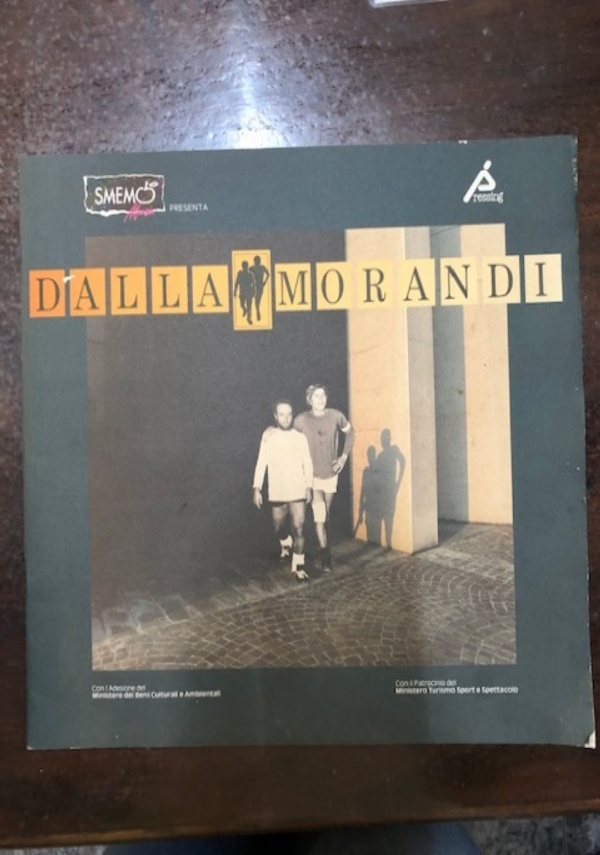 SMEMO
Music
PRESENTA
Pressing
DALLA MORANDI
Con l'Adesione del
Ministero dei Beni Culturali e Ambientali
Con il Patrocinio del
Ministero Turismo Sport e Spettacolo